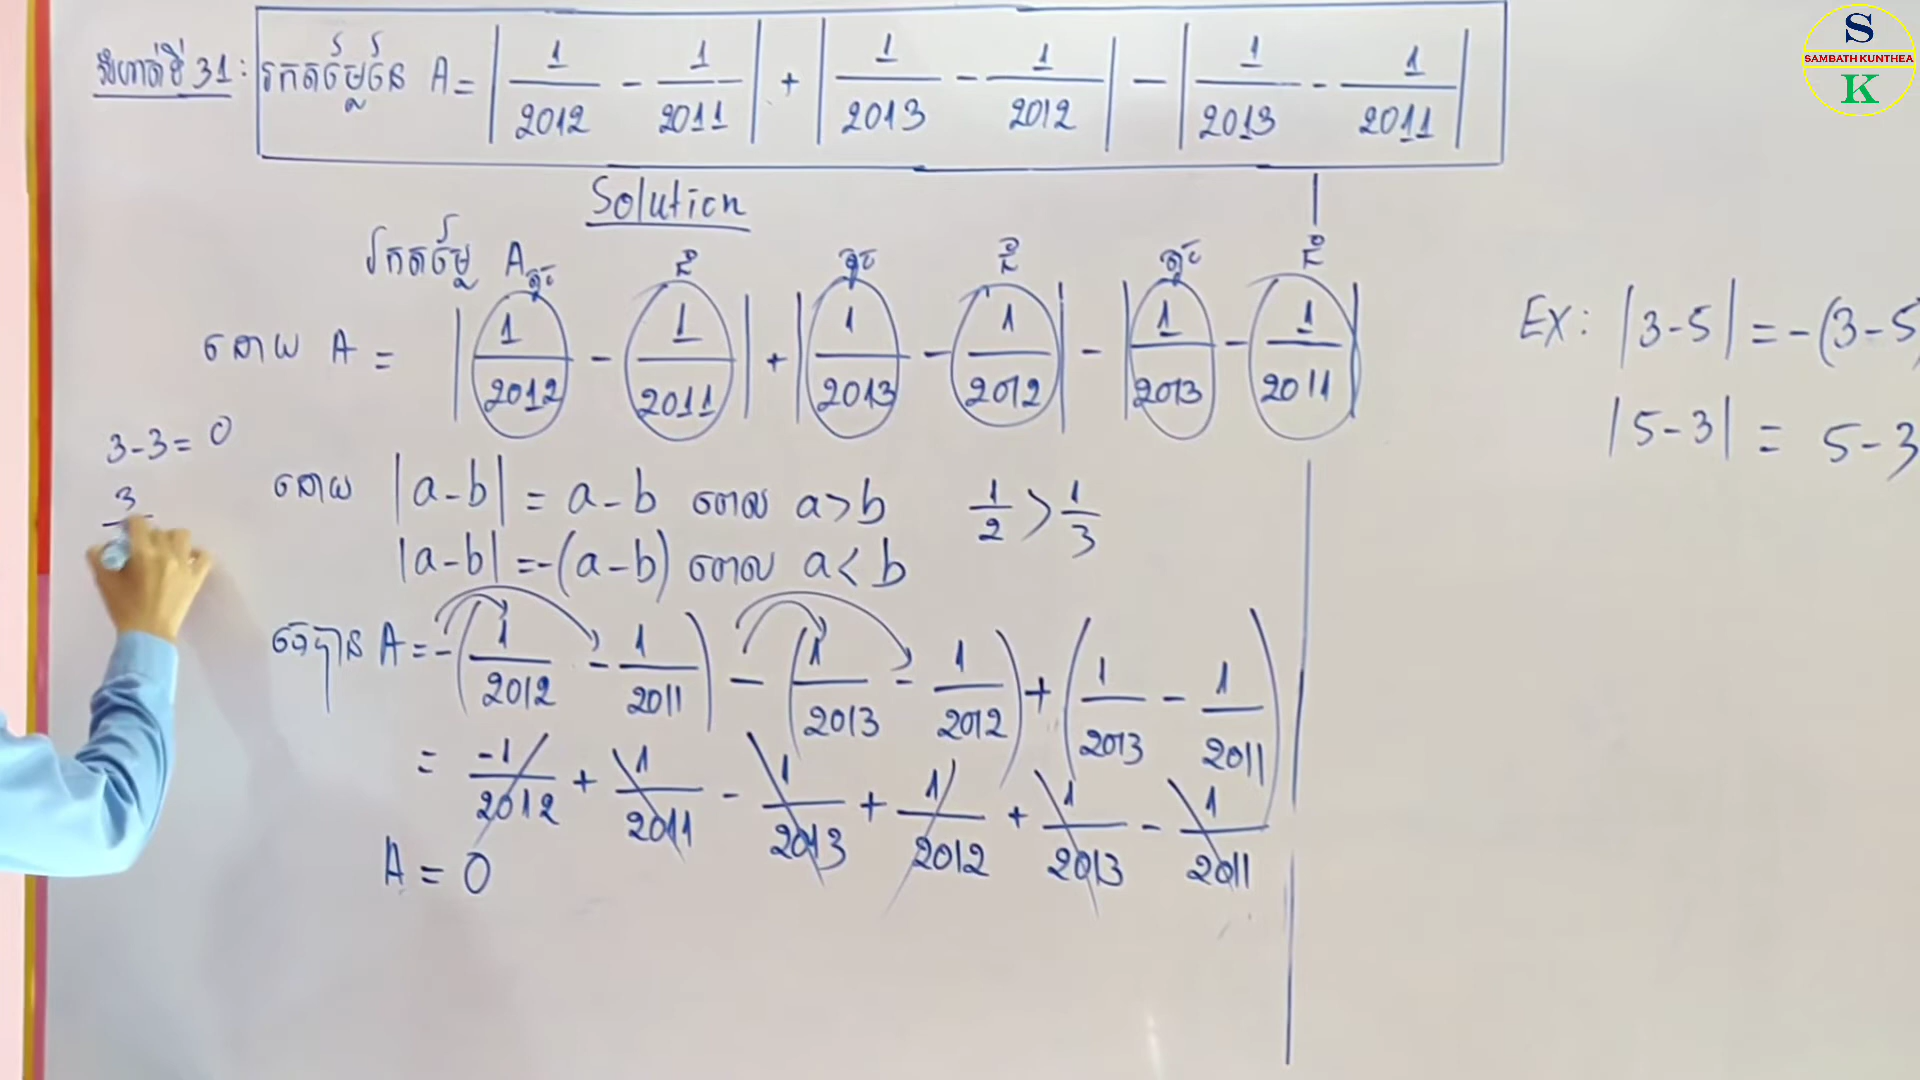 លំហាត់ទី 31: រកតម្លៃនៃ A = |1/2012 - 1/2011| + |1/2013 - 1/2012| - |1/2013 - 1/2011|
S
SAMBATH KUNTHEA
K
Solution
រកតម្លៃ A
តូច ធំ តូច ធំ តូច ធំ
ដោយ A = |1/2012 - 1/2011| + |1/2013 - 1/2012| - |1/2013 - 1/2011|
EX: |3-5| = -(3-5)
|5-3| = 5-3
3-3 = 0
3
ដោយ |a-b| = a-b ពេល a>b 1/2 > 1/3
|a-b| = -(a-b) ពេល a<b
គេបាន A = -(1/2012 - 1/2011) - (1/2013 - 1/2012) + (1/2013 - 1/2011)
= -1/2012 + 1/2011 - 1/2013 + 1/2012 + 1/2013 - 1/2011
A = 0